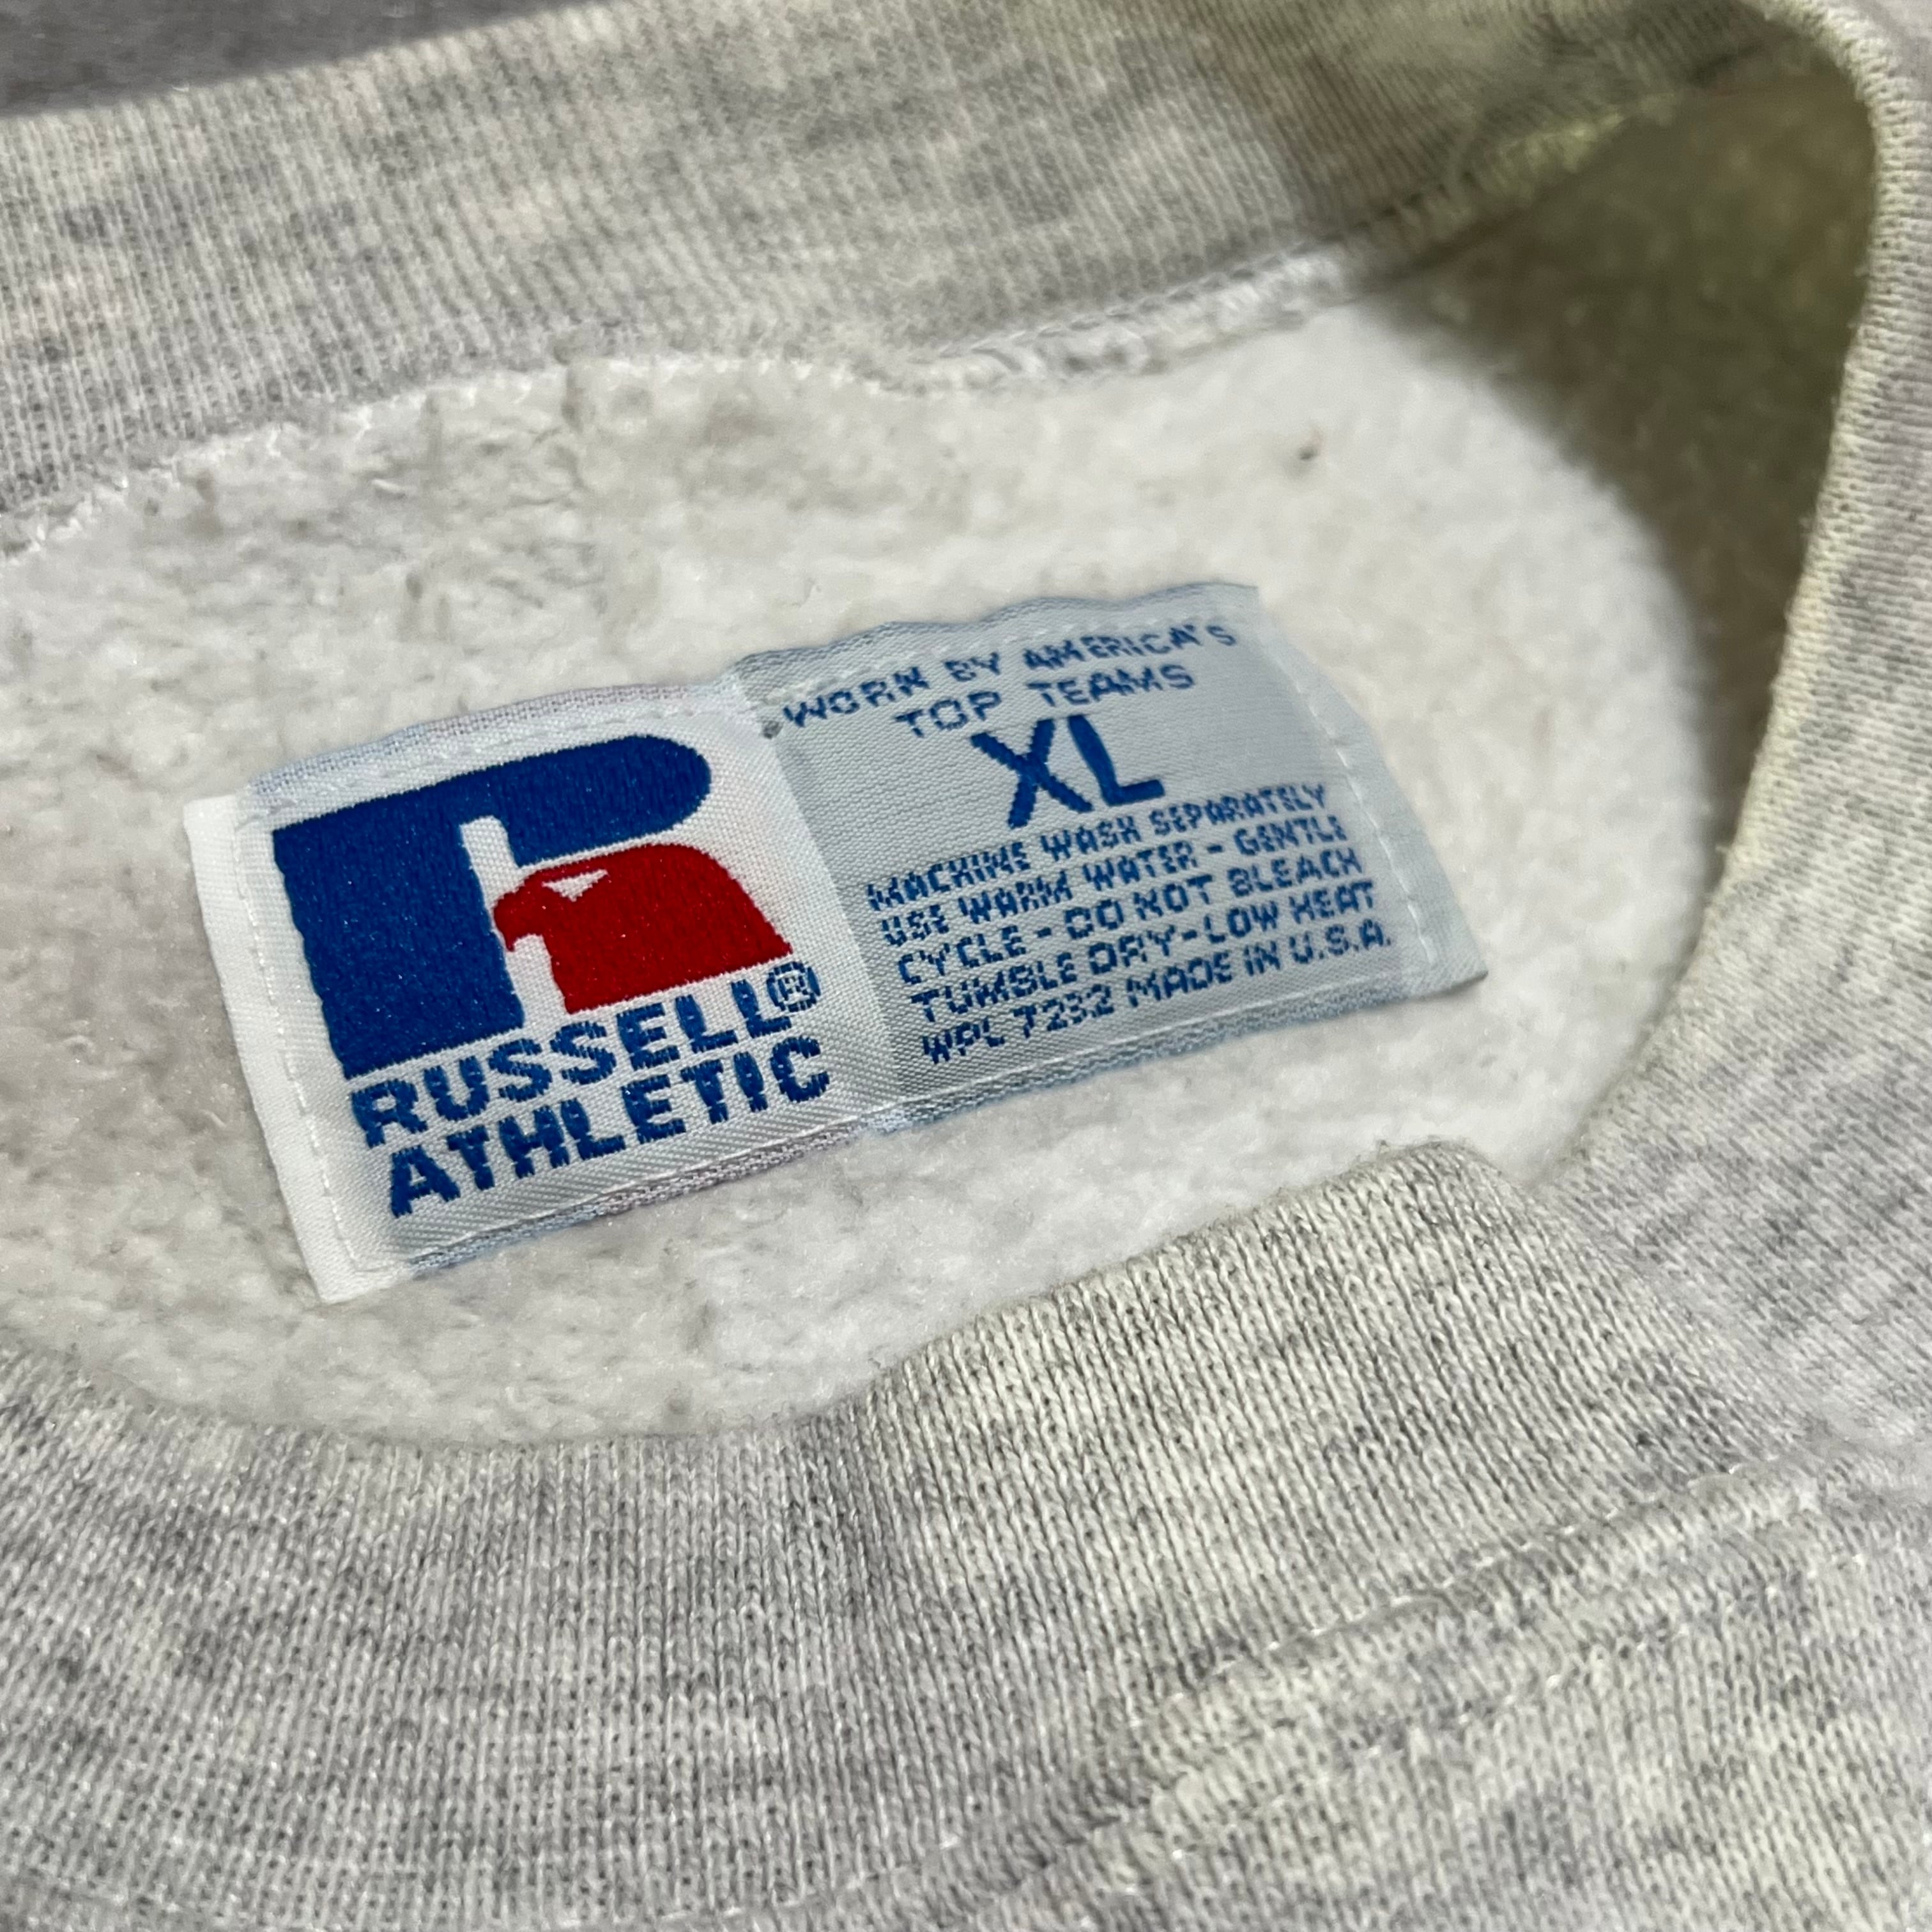 RUSSELL®
ATHLETIC
WORN BY AMERICA'S
TOP TEAMS
XL
MACHINE WASH SEPARATELY
USE WARM WATER - GENTLE
CYCLE - DO NOT BLEACH
TUMBLE DRY - LOW HEAT
WPL 7232 MADE IN U.S.A.